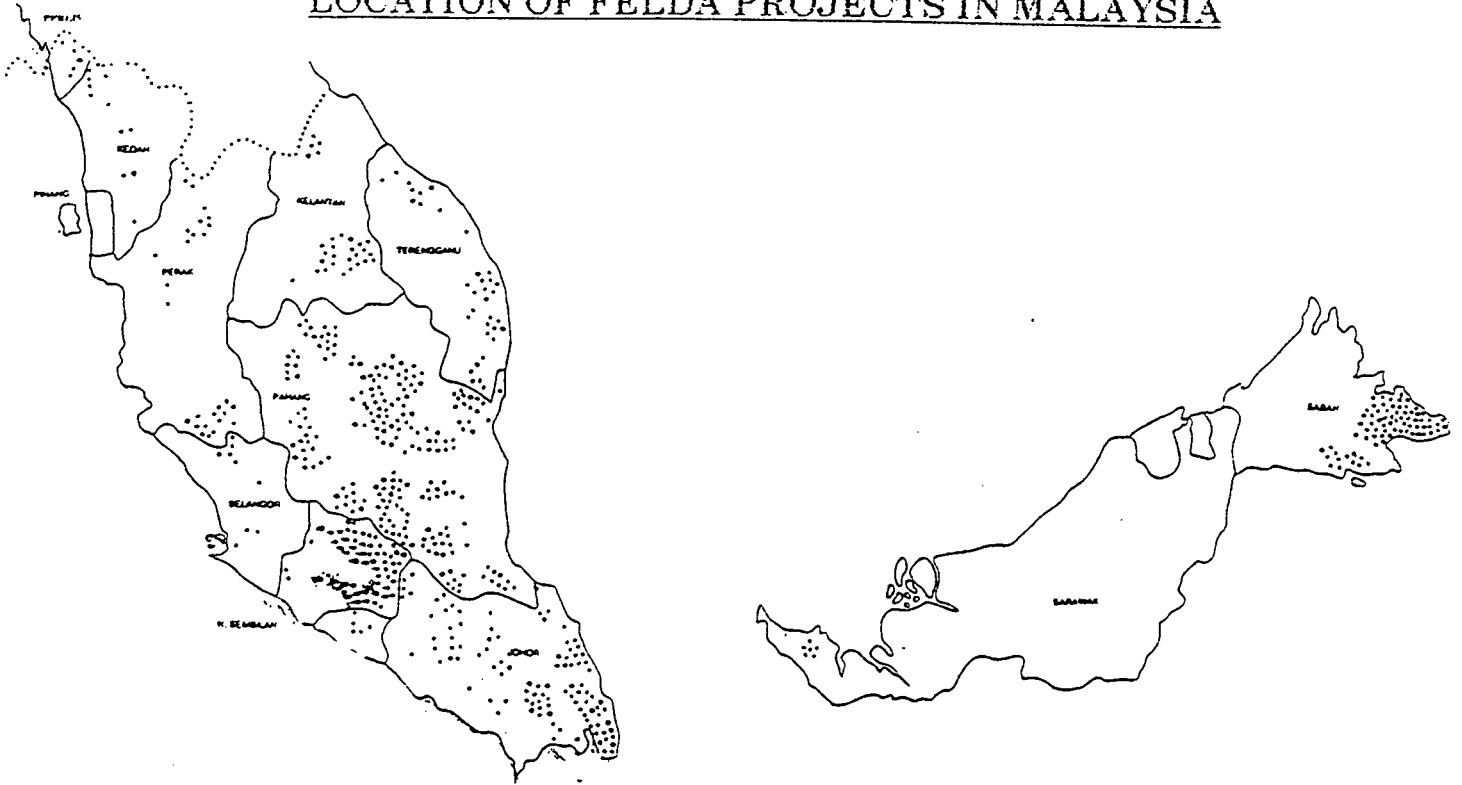 LOCATION OF FELDA PROJECTS IN MALAYSIA
PERLIS
KEDAH
PINANG
KELANTAN
TERENGGANU
PERAK
PAHANG
SABAH
SELANGOR
SARAWAK
N. SEMBILAN
JOHOR